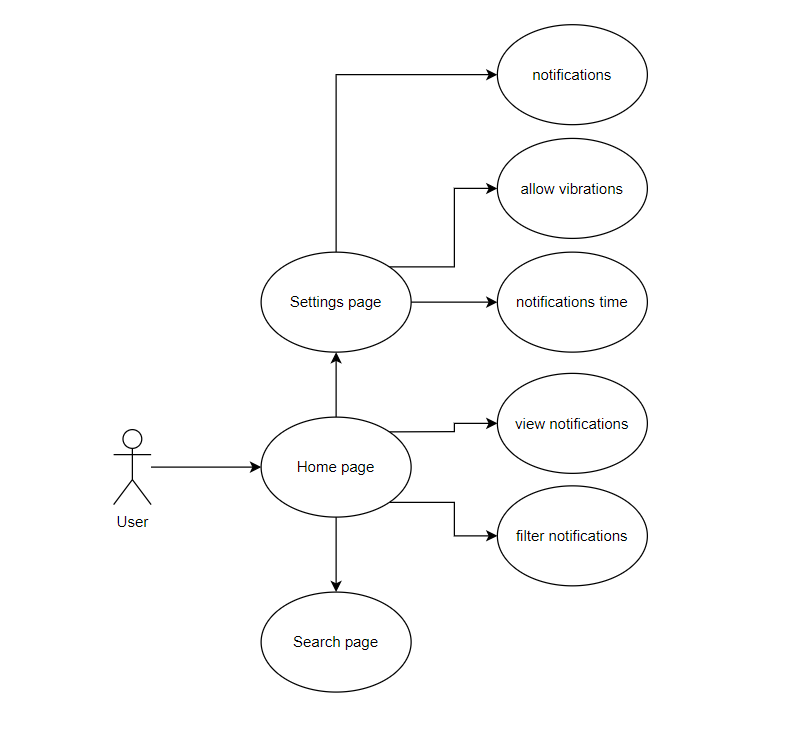 notifications
allow vibrations
Settings page
notifications time
view notifications
Home page
User
filter notifications
Search page